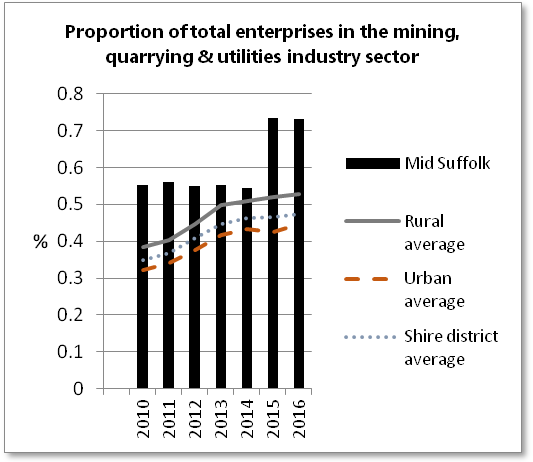 Proportion of total enterprises in the mining,
quarrying & utilities industry sector
0.8
0.7
0.6
0.5
0.4
0.3
0.2
0.1
0
%
2010
2011
2012
2013
2014
2015
2016
Mid Suffolk
Rural
average
Urban
average
Shire district
average